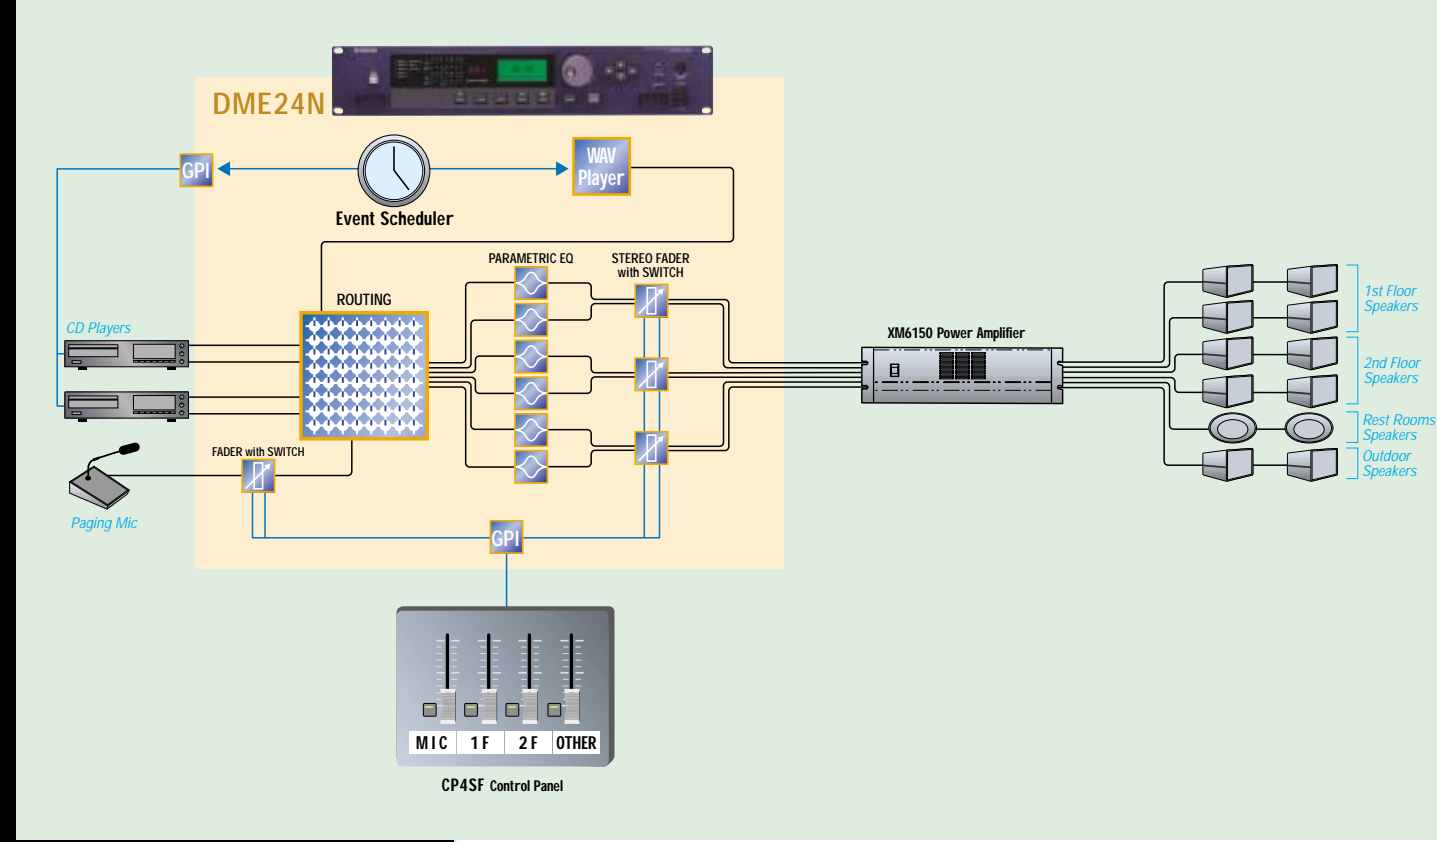 DME24N
GPI
WAV
Player
Event Scheduler
PARAMETRIC EQ
STEREO FADER
with SWITCH
ROUTING
CD Players
XM6150 Power Amplifier
1st Floor
Speakers
2nd Floor
Speakers
Rest Rooms
Speakers
Outdoor
Speakers
FADER with SWITCH
Paging Mic
GPI
MIC
1F
2F
OTHER
CP4SF Control Panel